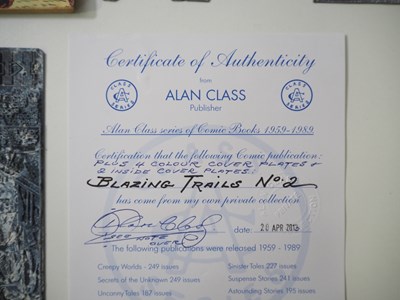 Certificate of Authenticity
from
CLASS SERIES
ALAN CLASS
CLASS SERIES
Publisher
Alan Class series of Comic Books 1959-1989
Certification that the following Comic publication:
PLUS 4 COLOUR COVER PLATES &
2 INSIDE COVER PLATES.
BLAZING TRAILS No: 2
has come from my own private collection
date: 20 APR 2013
SEE NOTE
OVER
The following publications were released 1959 - 1989
Creepy Worlds - 249 issues
Sinister Tales 227 issues
Secrets of the Unknown 249 issues
Suspense Stories 241 issues
Uncanny Tales 187 issues
Astounding Stories 195 issues